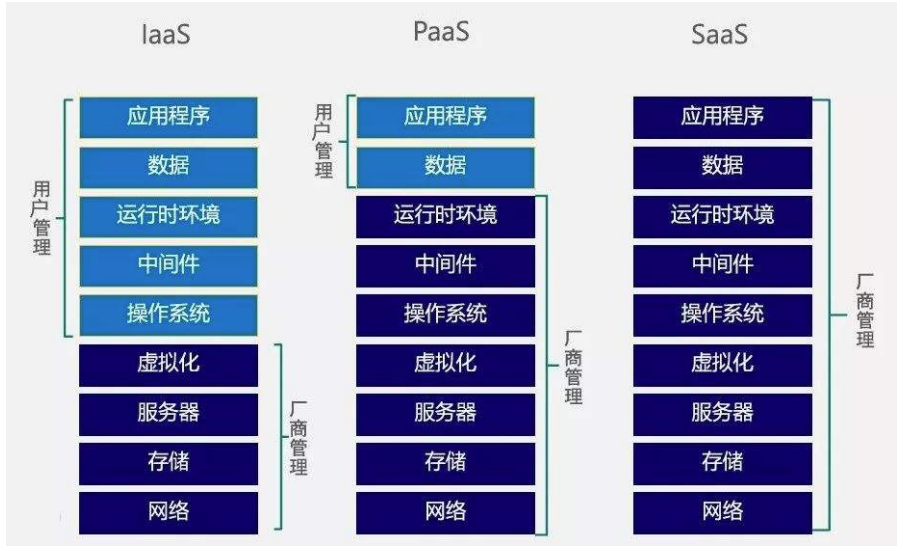 IaaS
用户管理
应用程序
数据
运行时环境
中间件
操作系统
虚拟化
服务器
存储
网络
厂商管理
PaaS
用户管理
应用程序
数据
运行时环境
中间件
操作系统
虚拟化
服务器
存储
网络
厂商管理
SaaS
应用程序
数据
运行时环境
中间件
操作系统
虚拟化
服务器
存储
网络
厂商管理